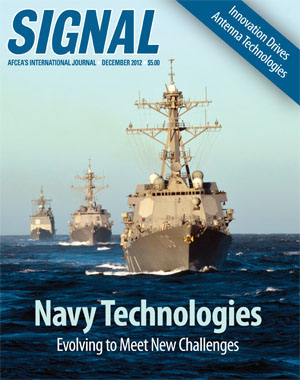 SIGNAL
AFCEA'S INTERNATIONAL JOURNAL DECEMBER 2012 $5.00
Innovation Drives
Antenna Technologies
Navy Technologies
Evolving to Meet New Challenges